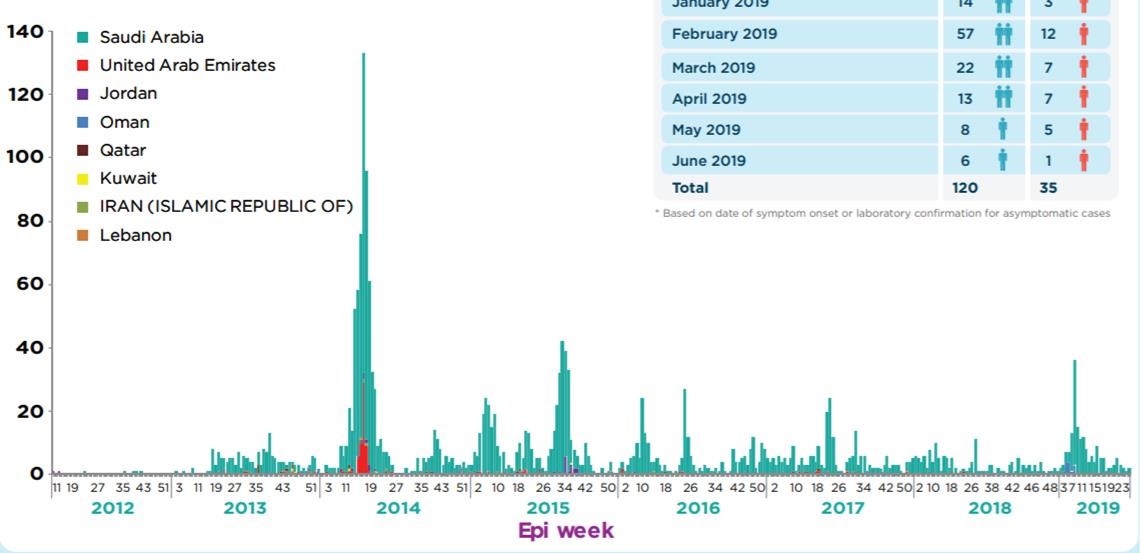 January 2019 14 3
February 2019 57 12
March 2019 22 7
April 2019 13 7
May 2019 8 5
June 2019 6 1
Total 120 35
* Based on date of symptom onset or laboratory confirmation for asymptomatic cases
Saudi Arabia
United Arab Emirates
Jordan
Oman
Qatar
Kuwait
IRAN (ISLAMIC REPUBLIC OF)
Lebanon
140
120
100
80
60
40
20
0
11 19 27 35 43 51 3 11 19 27 35 43 51 3 11 19 27 35 43 51 2 10 18 26 34 42 50 2 10 18 26 34 42 50 2 10 18 26 34 42 50 2 10 18 26 38 42 46 48 3 7 11 15 19 23
2012 2013 2014 2015 2016 2017 2018 2019
Epi week